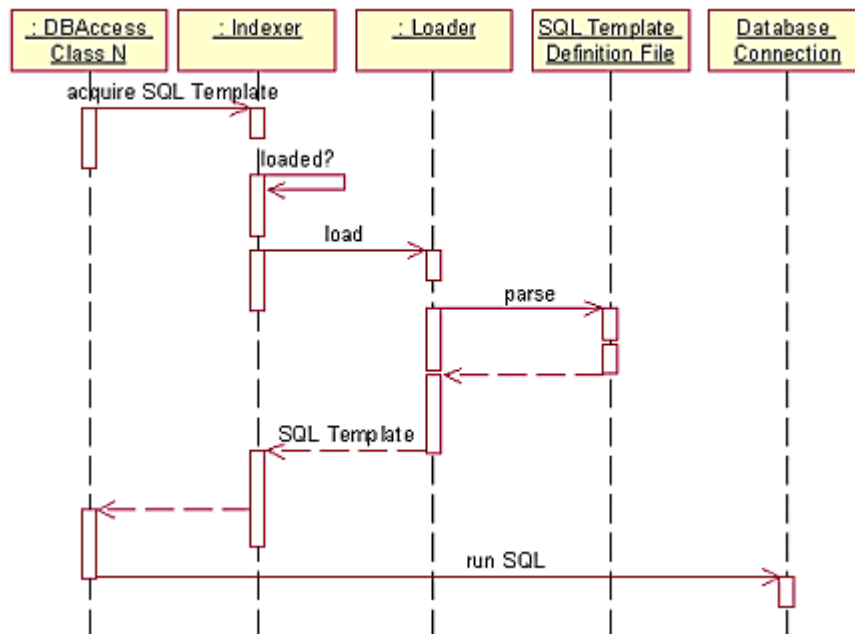 : DBAccess
Class N
: Indexer
: Loader
SQL Template
Definition File
Database
Connection
acquire SQL Template
loaded?
load
parse
SQL Template
run SQL